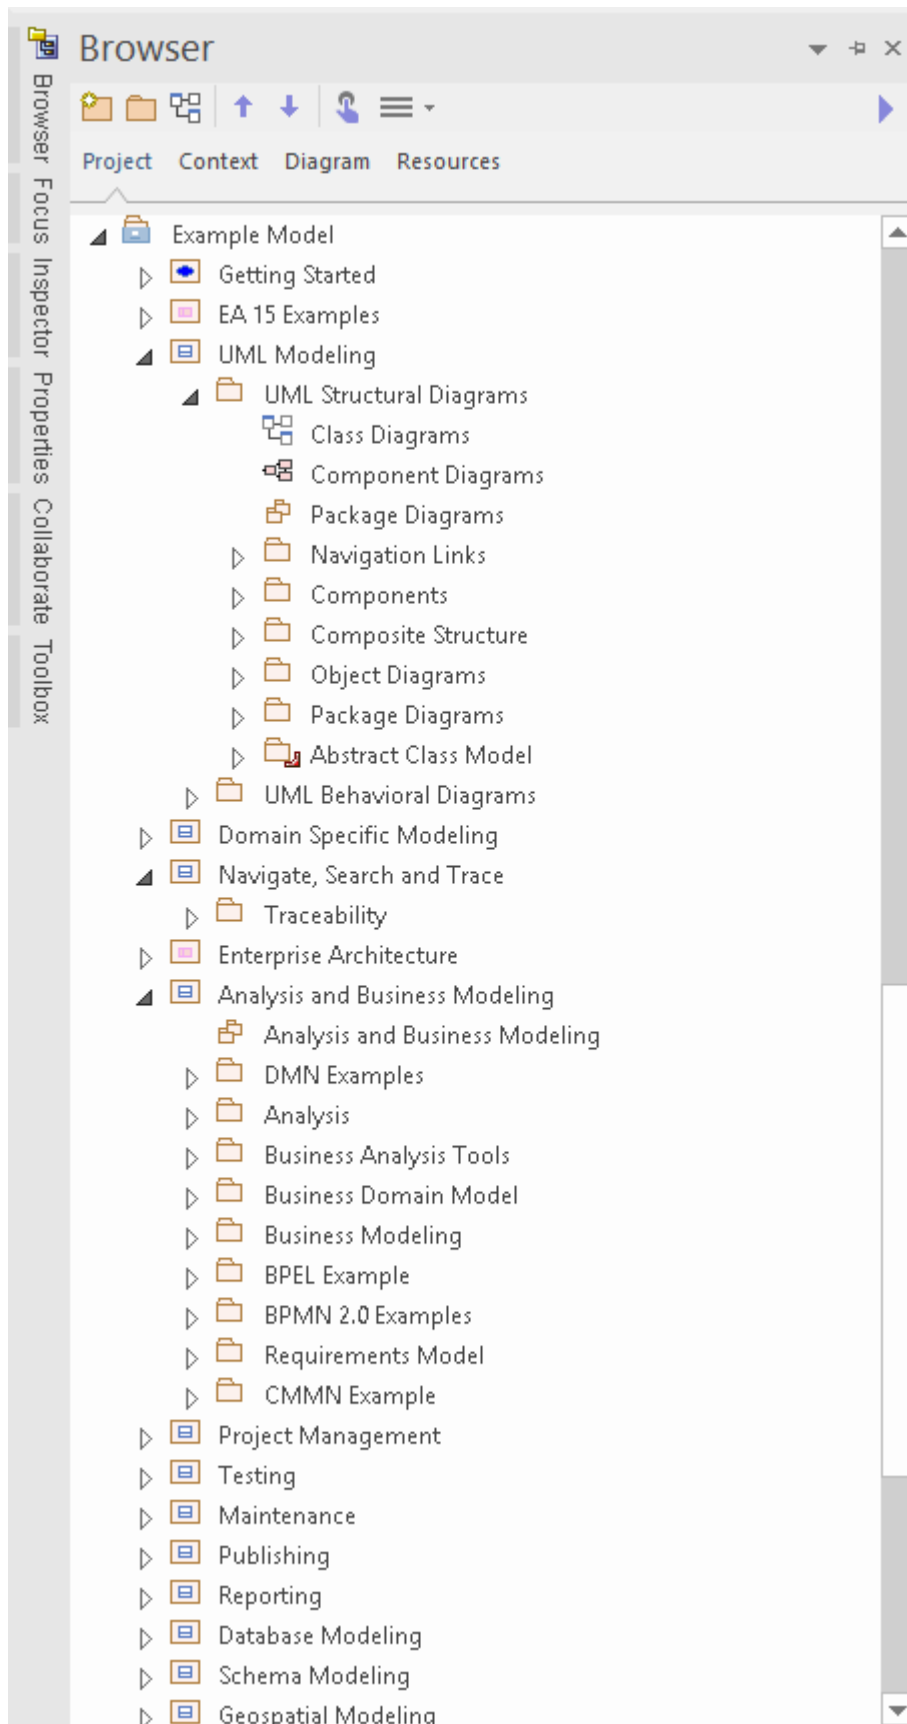 Browser
Project Context Diagram Resources
Browser
Focus
Inspector
Properties
Collaborate
Toolbox
Example Model
Getting Started
EA 15 Examples
UML Modeling
UML Structural Diagrams
Class Diagrams
Component Diagrams
Package Diagrams
Navigation Links
Components
Composite Structure
Object Diagrams
Package Diagrams
Abstract Class Model
UML Behavioral Diagrams
Domain Specific Modeling
Navigate, Search and Trace
Traceability
Enterprise Architecture
Analysis and Business Modeling
Analysis and Business Modeling
DMN Examples
Analysis
Business Analysis Tools
Business Domain Model
Business Modeling
BPEL Example
BPMN 2.0 Examples
Requirements Model
CMMN Example
Project Management
Testing
Maintenance
Publishing
Reporting
Database Modeling
Schema Modeling
Geospatial Modeling